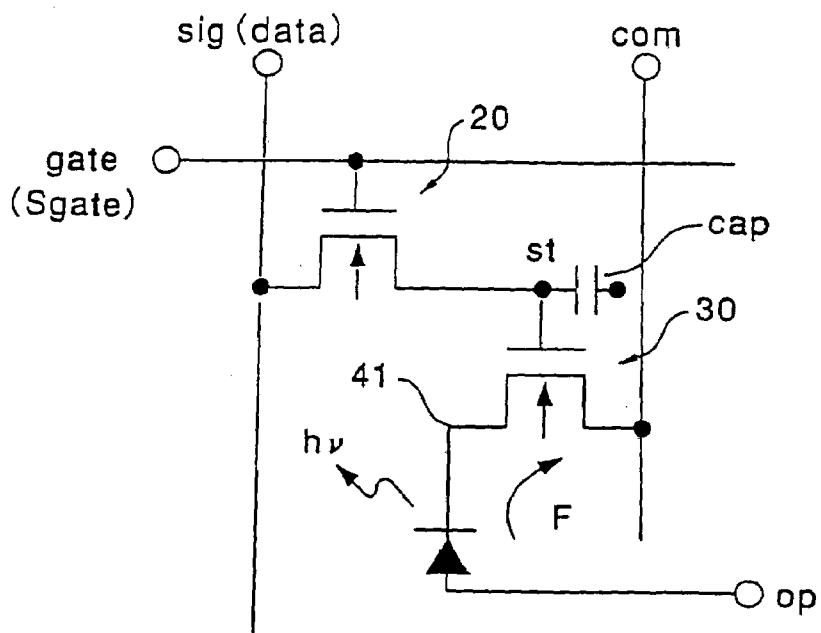 sig (data)
com
gate
(Sgate)
20
st
cap
30
41
hν
F
op